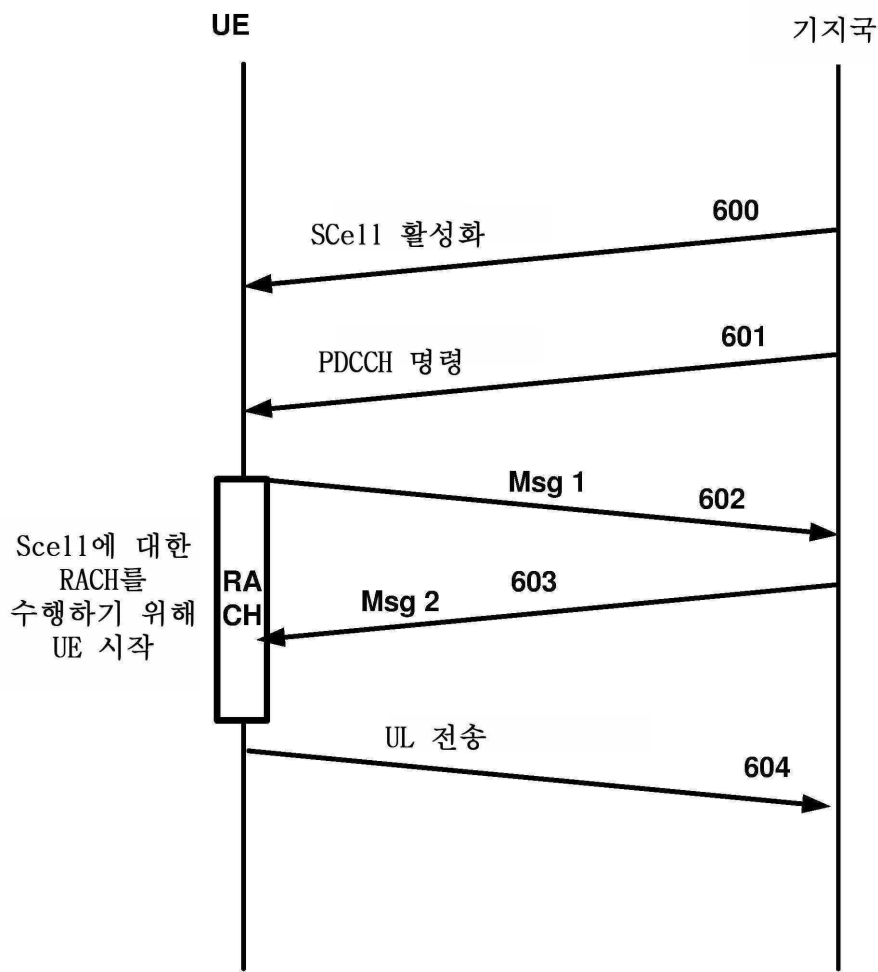 UE
기지국
600
SCell 활성화
601
PDCCH 명령
Msg 1
602
Scell에 대한
RACH를
수행하기 위해
UE 시작
RA
CH
603
Msg 2
UL 전송
604